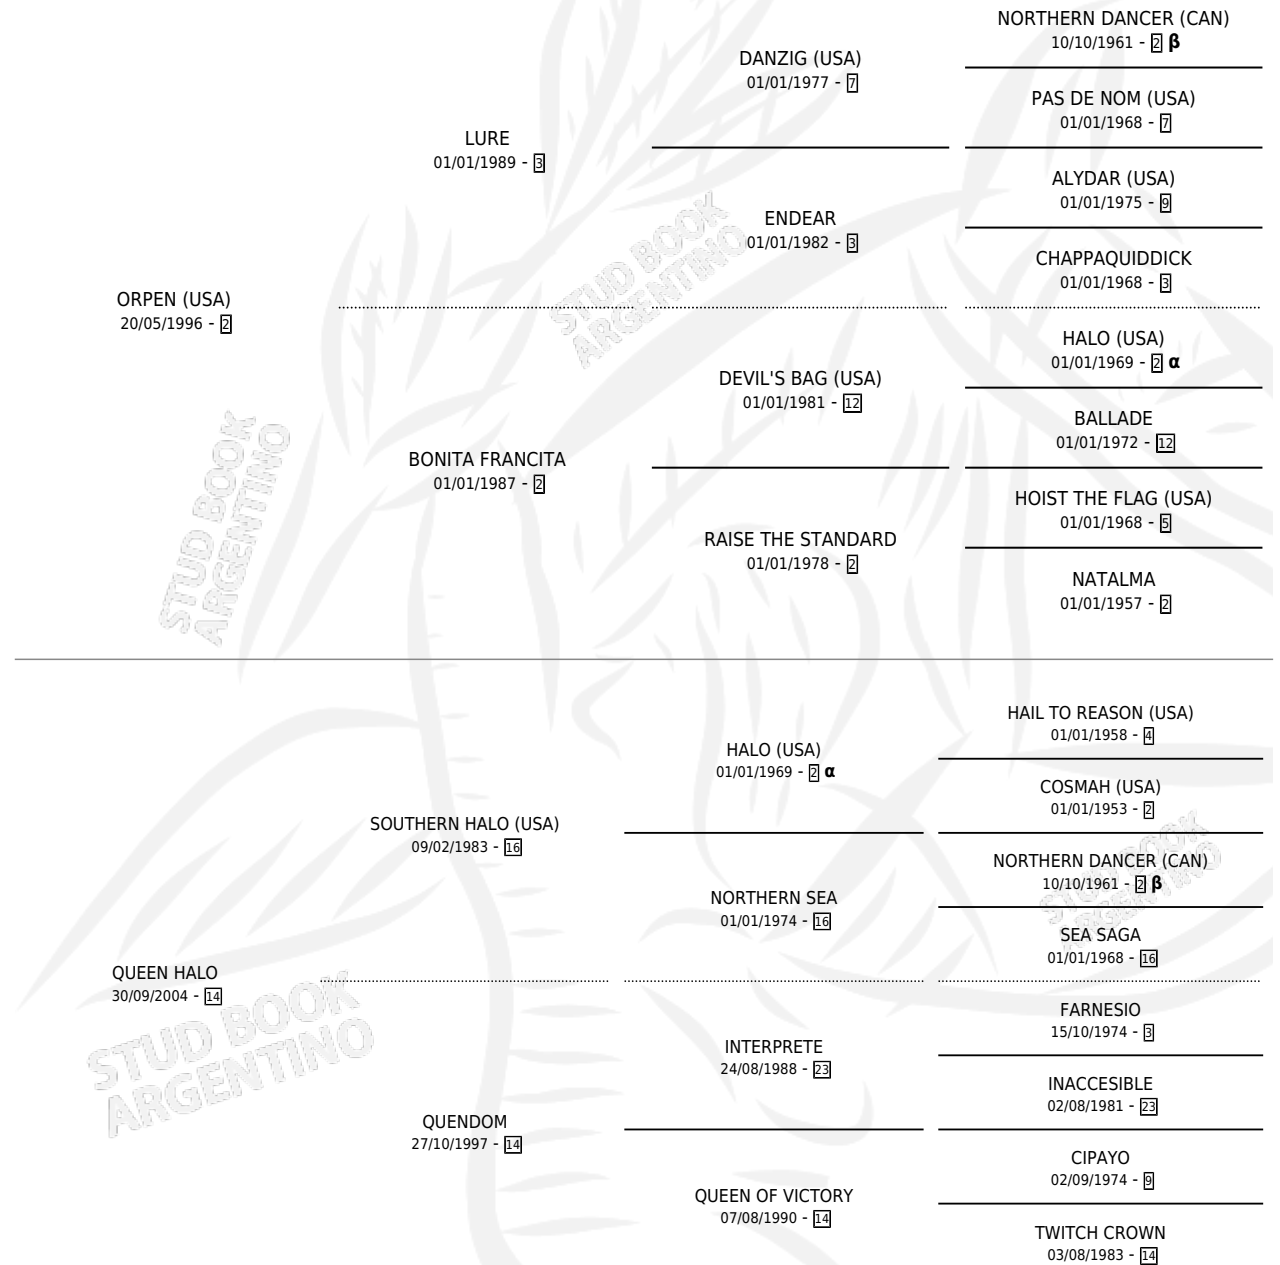 NORTHERN DANCER (CAN)
10/10/1961 - 2 β
DANZIG (USA)
01/01/1977 - 7
PAS DE NOM (USA)
01/01/1968 - 7
LURE
01/01/1989 - 3
ALYDAR (USA)
01/01/1975 - 9
ENDEAR
01/01/1982 - 3
CHAPPAQUIDDICK
01/01/1968 - 3
ORPEN (USA)
20/05/1996 - 2
HALO (USA)
01/01/1969 - 2 α
DEVIL'S BAG (USA)
01/01/1981 - 12
BALLADE
01/01/1972 - 12
BONITA FRANCITA
01/01/1987 - 2
HOIST THE FLAG (USA)
01/01/1968 - 5
RAISE THE STANDARD
01/01/1978 - 2
NATALMA
01/01/1957 - 2
HAIL TO REASON (USA)
01/01/1958 - 4
HALO (USA)
01/01/1969 - 2 α
COSMAH (USA)
01/01/1953 - 2
SOUTHERN HALO (USA)
09/02/1983 - 16
NORTHERN DANCER (CAN)
10/10/1961 - 2 β
NORTHERN SEA
01/01/1974 - 16
SEA SAGA
01/01/1968 - 16
QUEEN HALO
30/09/2004 - 14
FARNESIO
15/10/1974 - 3
INTERPRETE
24/08/1988 - 23
INACCESIBLE
02/08/1981 - 23
QUENDOM
27/10/1997 - 14
CIPAYO
02/09/1974 - 9
QUEEN OF VICTORY
07/08/1990 - 14
TWITCH CROWN
03/08/1983 - 14
STUD BOOK
ARGENTINO
STUD BOOK
ARGENTINO
STUD BOOK
ARGENTINO
STUD BOOK
ARGENTINO